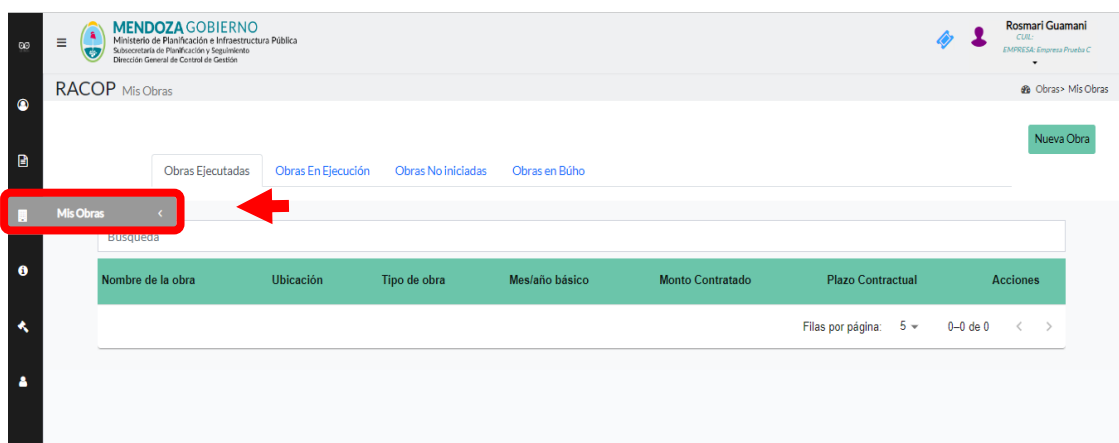 MENDOZA GOBIERNO
Ministerio de Planificación e Infraestructura Pública
Subsecretaría de Planificación y Seguimiento
Dirección General de Control de Gestión
Rosmari Guamani
CUIL:
EMPRESA: Empresa Prueba C
RACOP Mis Obras
Obras> Mis Obras
Nueva Obra
Obras Ejecutadas Obras En Ejecución Obras No iniciadas Obras en Búho
Mis Obras
Búsqueda
Nombre de la obra Ubicación Tipo de obra Mes/año básico Monto Contratado Plazo Contractual Acciones
Filas por página: 5 0–0 de 0